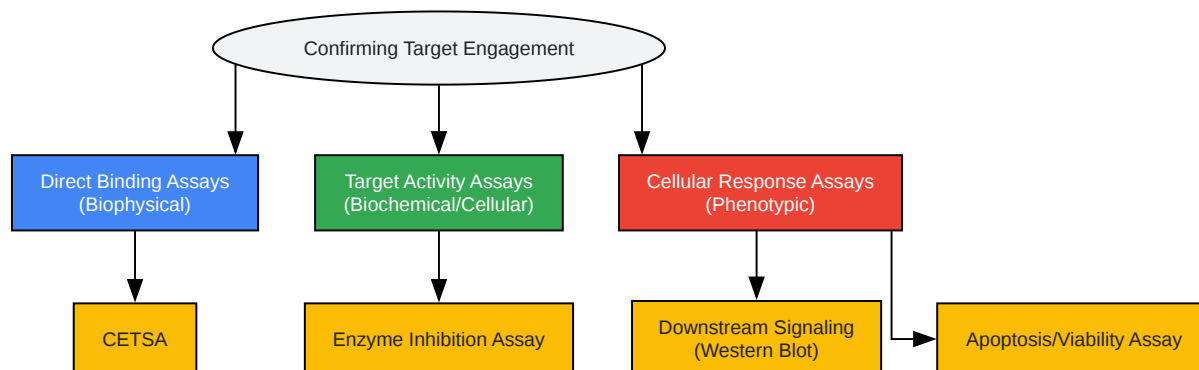 Confirming Target Engagement
Direct Binding Assays
(Biophysical)
Target Activity Assays
(Biochemical/Cellular)
Cellular Response Assays
(Phenotypic)
CETSA
Enzyme Inhibition Assay
Downstream Signaling
(Western Blot)
Apoptosis/Viability Assay